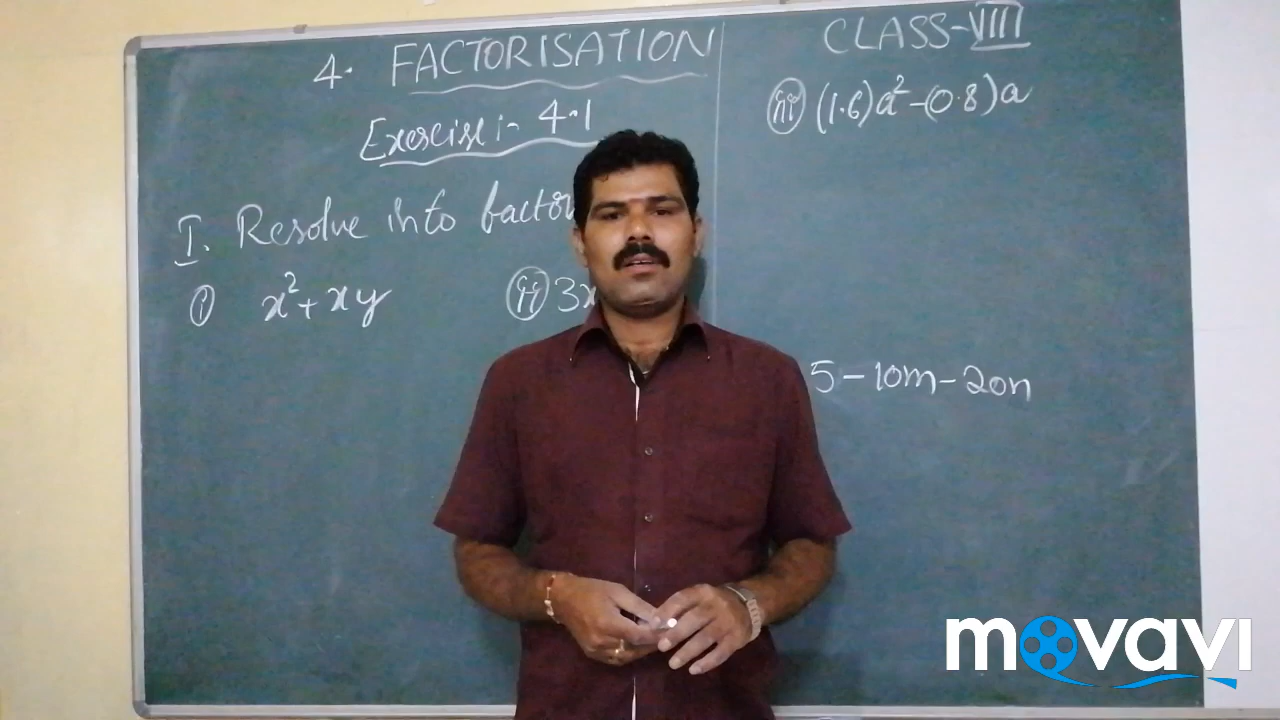 4. FACTORISATION
Exercise :- 4.1
I. Resolve into factor
(i) x² + xy
(ii) 3x
CLASS-VIII
(iii) (1.6)a² - (0.8)a
5 - 10m - 20n
movavi